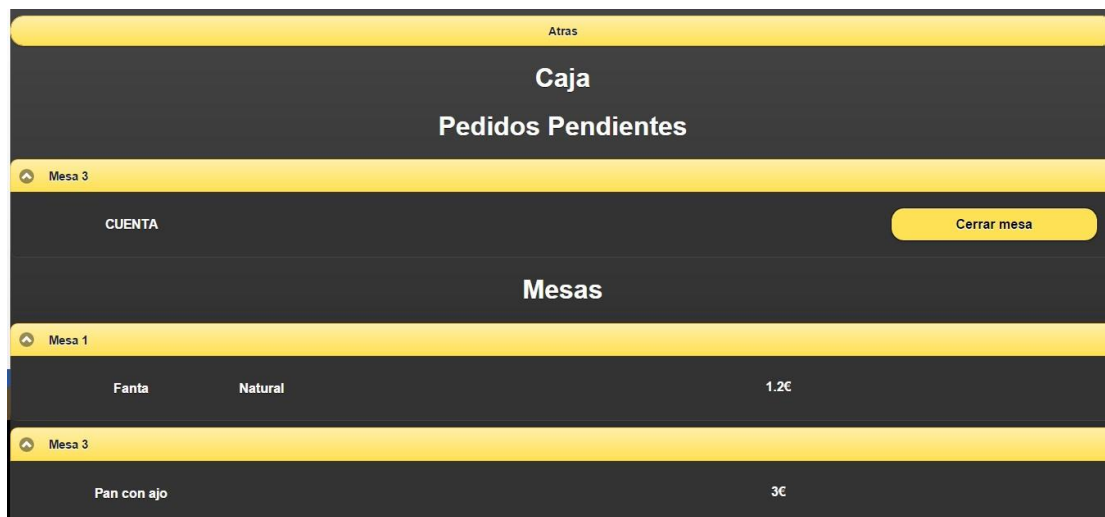 Atras
Caja
Pedidos Pendientes
Mesa 3
CUENTA Cerrar mesa
Mesas
Mesa 1
Fanta Natural 1.2€
Mesa 3
Pan con ajo 3€